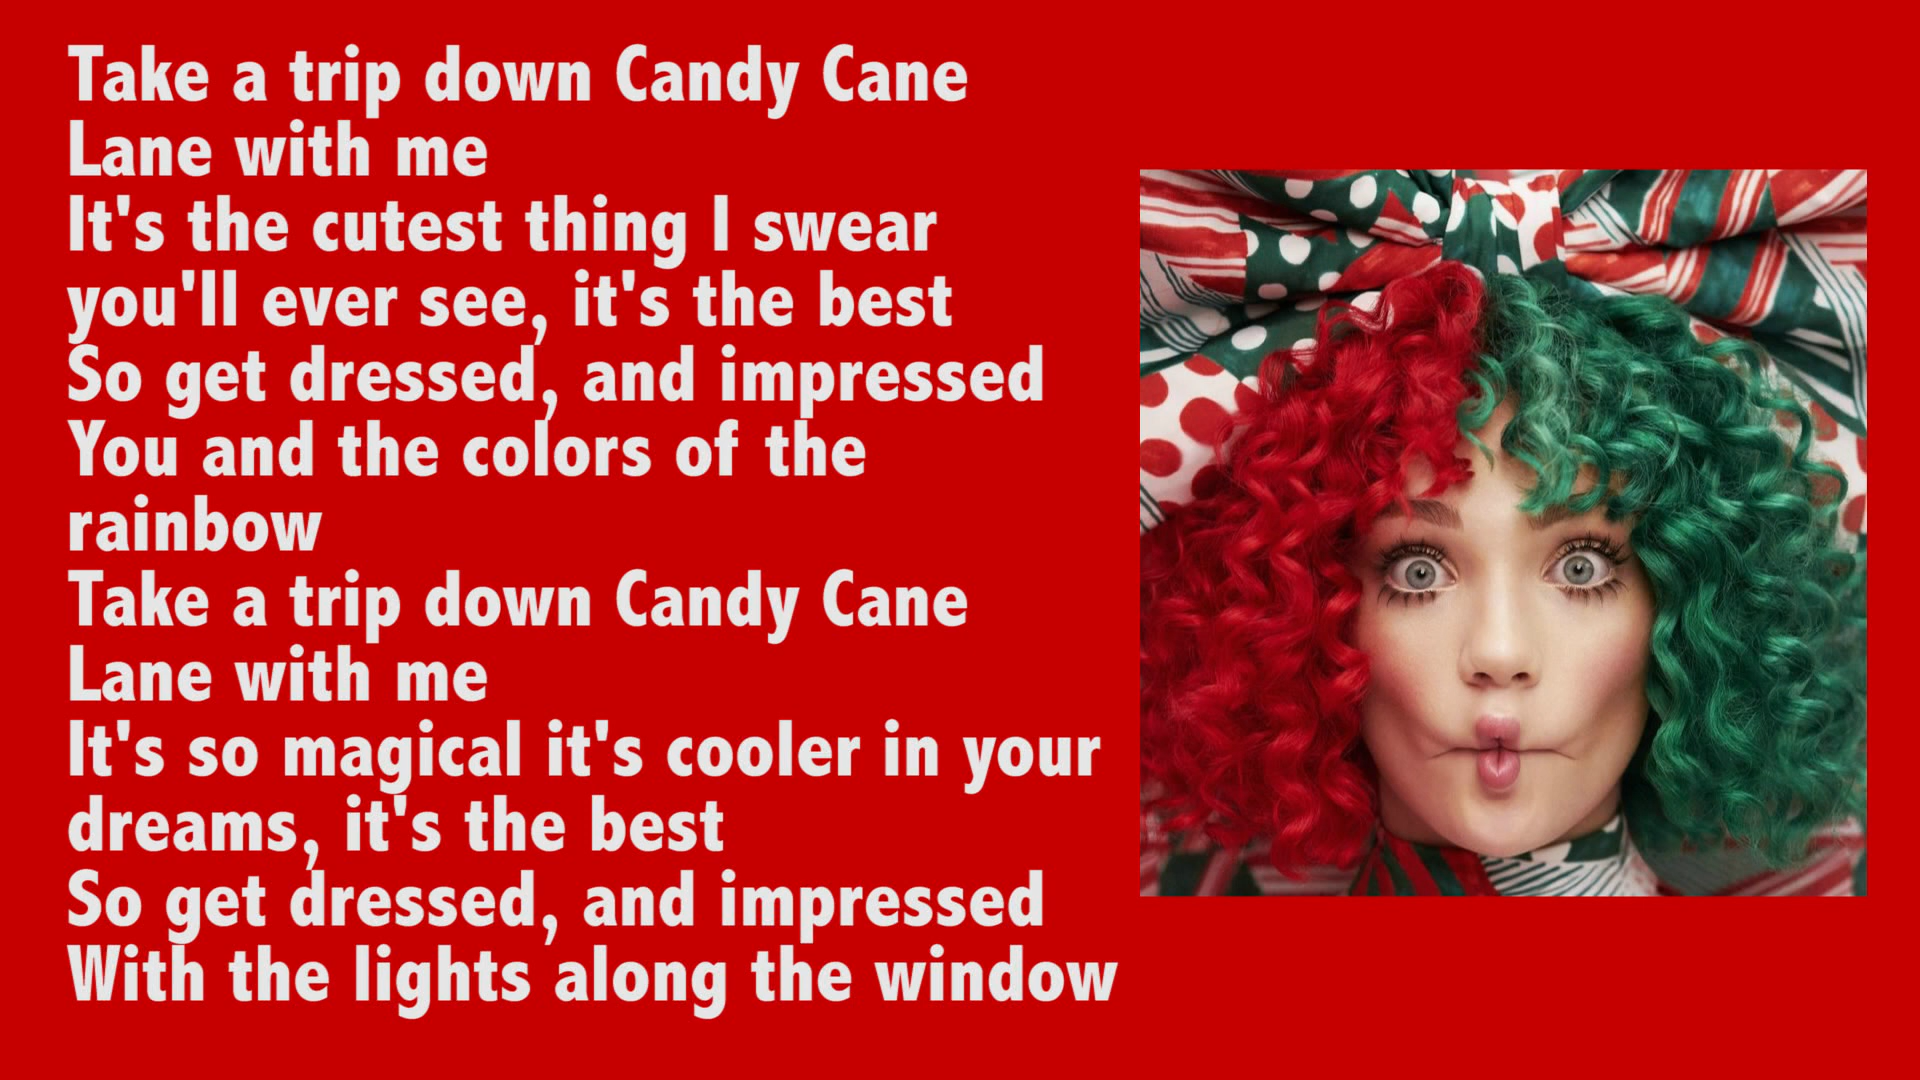 Take a trip down Candy Cane
Lane with me
It's the cutest thing I swear
you'll ever see, it's the best
So get dressed, and impressed
You and the colors of the
rainbow
Take a trip down Candy Cane
Lane with me
It's so magical it's cooler in your
dreams, it's the best
So get dressed, and impressed
With the lights along the window